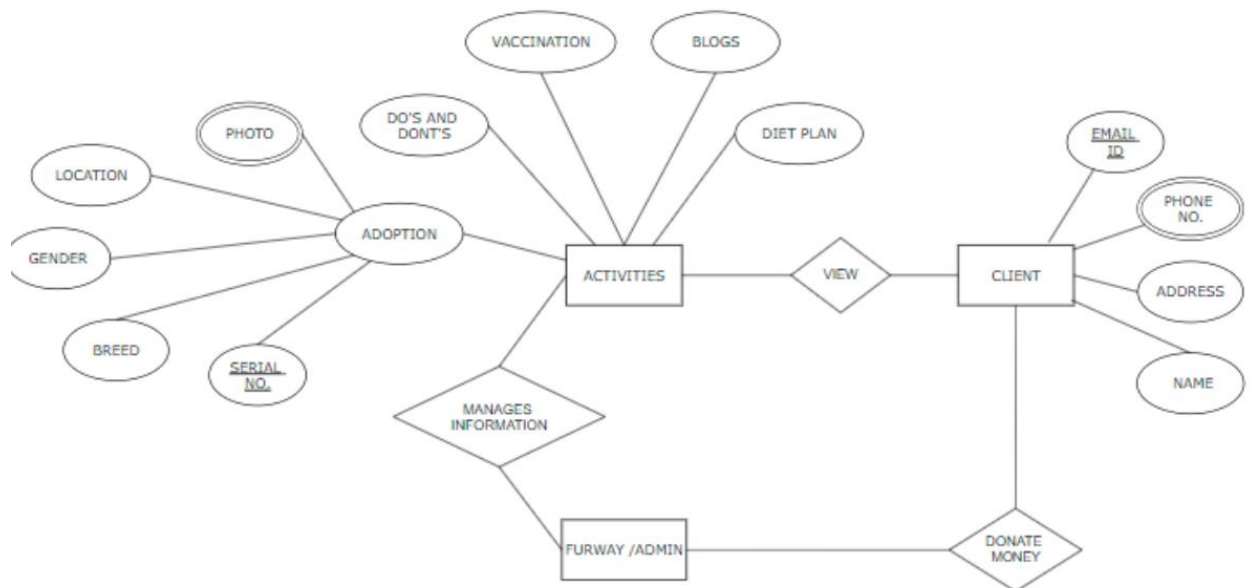 VACCINATION
BLOGS
PHOTO
DO'S AND
DONT'S
DIET PLAN
EMAIL
ID
LOCATION
PHONE
NO.
ADOPTION
GENDER
ACTIVITIES
VIEW
CLIENT
ADDRESS
BREED
SERIAL
NO.
NAME
MANAGES
INFORMATION
FURWAY /ADMIN
DONATE
MONEY